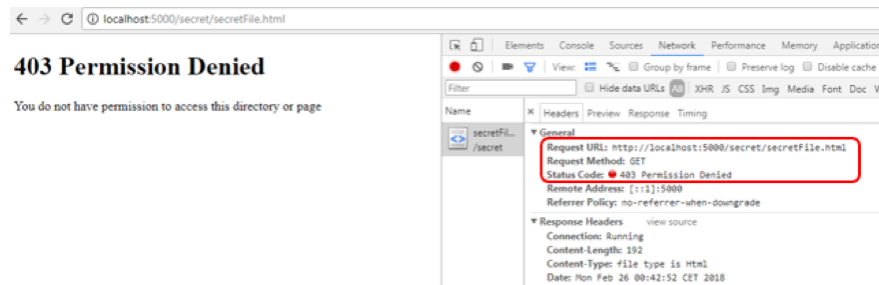 localhost:5000/secret/secretFile.html
403 Permission Denied
You do not have permission to access this directory or page
Elements Console Sources Network Performance Memory Application
View: Group by frame Preserve log Disable cache
Filter Hide data URLs All XHR JS CSS Img Media Font Doc
Name
× Headers Preview Response Timing
secretFil...
/secret
▼ General
Request URL: http://localhost:5000/secret/secretFile.html
Request Method: GET
Status Code: 403 Permission Denied
Remote Address: [::1]:5000
Referrer Policy: no-referrer-when-downgrade
▼ Response Headers view source
Connection: Running
Content-Length: 192
Content-Type: file type is Html
Date: Mon Feb 26 00:42:52 CET 2018